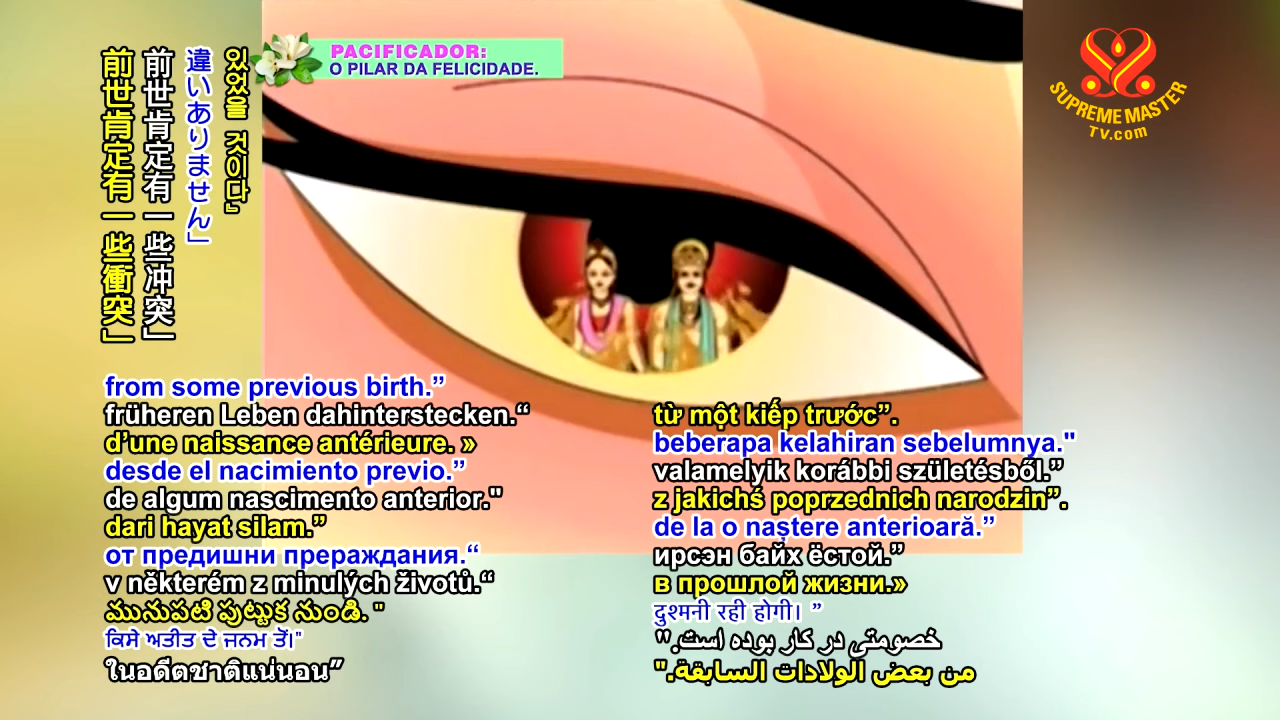 PACIFICADOR:
O PILAR DA FELICIDADE.
SUPREME MASTER
TV.com
있었을 것이다』
違いありません」
前世肯定有一些冲突」
前世肯定有一些衝突」
from some previous birth.”
früheren Leben dahinterstecken.“
d’une naissance antérieure. »
desde el nacimiento previo.”
de algum nascimento anterior."
dari hayat silam.”
от предишни прераждания.“
v některém z minulých životů.“
మునుపటి పుట్టుక నుండి. "
ਕਿਸੇ ਅਤੀਤ ਦੇ ਜਨਮ ਤੋਂ।"
ในอดีตชาติแน่นอน”
từ một kiếp trước”.
beberapa kelahiran sebelumnya."
valamelyik korábbi születésből.”
z jakichś poprzednich narodzin”.
de la o naștere anterioară.”
ирсэн байх ёстой.”
в прошлой жизни.»
दुश्मनी रही होगी। ”
خصومتی در کار بوده است."
من بعض الولادات السابقة."